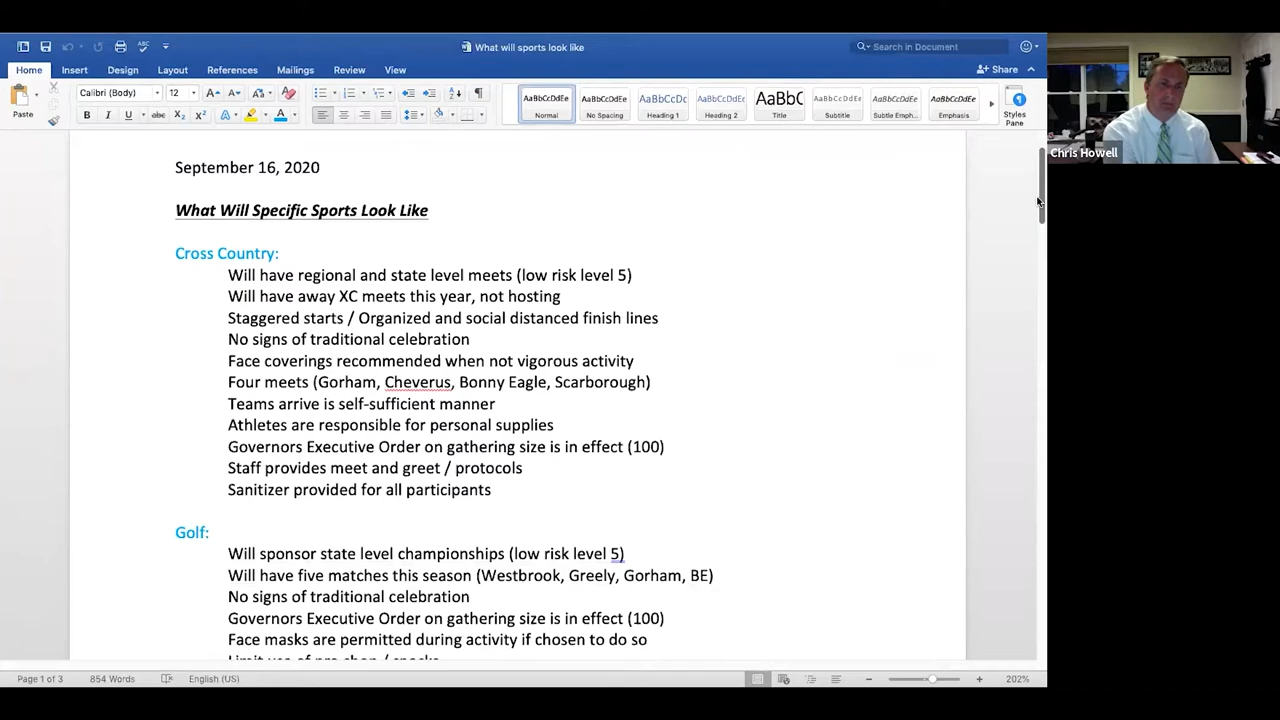 What will sports look like
Search in Document
Home Insert Design Layout References Mailings Review View
Share
Paste
Calibri (Body) 12
AaBbCcDdEe AaBbCcDdEe AaBbCcDc AaBbCcDdEe AaBbC AaBbCcDdEe AaBbCcDdEe AaBbCcDdEe
Normal No Spacing Heading 1 Heading 2 Title Subtitle Subtle Emph... Emphasis
Styles
Pane
Chris Howell
September 16, 2020
What Will Specific Sports Look Like
Cross Country:
Will have regional and state level meets (low risk level 5)
Will have away XC meets this year, not hosting
Staggered starts / Organized and social distanced finish lines
No signs of traditional celebration
Face coverings recommended when not vigorous activity
Four meets (Gorham, Cheverus, Bonny Eagle, Scarborough)
Teams arrive is self-sufficient manner
Athletes are responsible for personal supplies
Governors Executive Order on gathering size is in effect (100)
Staff provides meet and greet / protocols
Sanitizer provided for all participants
Golf:
Will sponsor state level championships (low risk level 5)
Will have five matches this season (Westbrook, Greely, Gorham, BE)
No signs of traditional celebration
Governors Executive Order on gathering size is in effect (100)
Face masks are permitted during activity if chosen to do so
Page 1 of 3 854 Words English (US) 202%